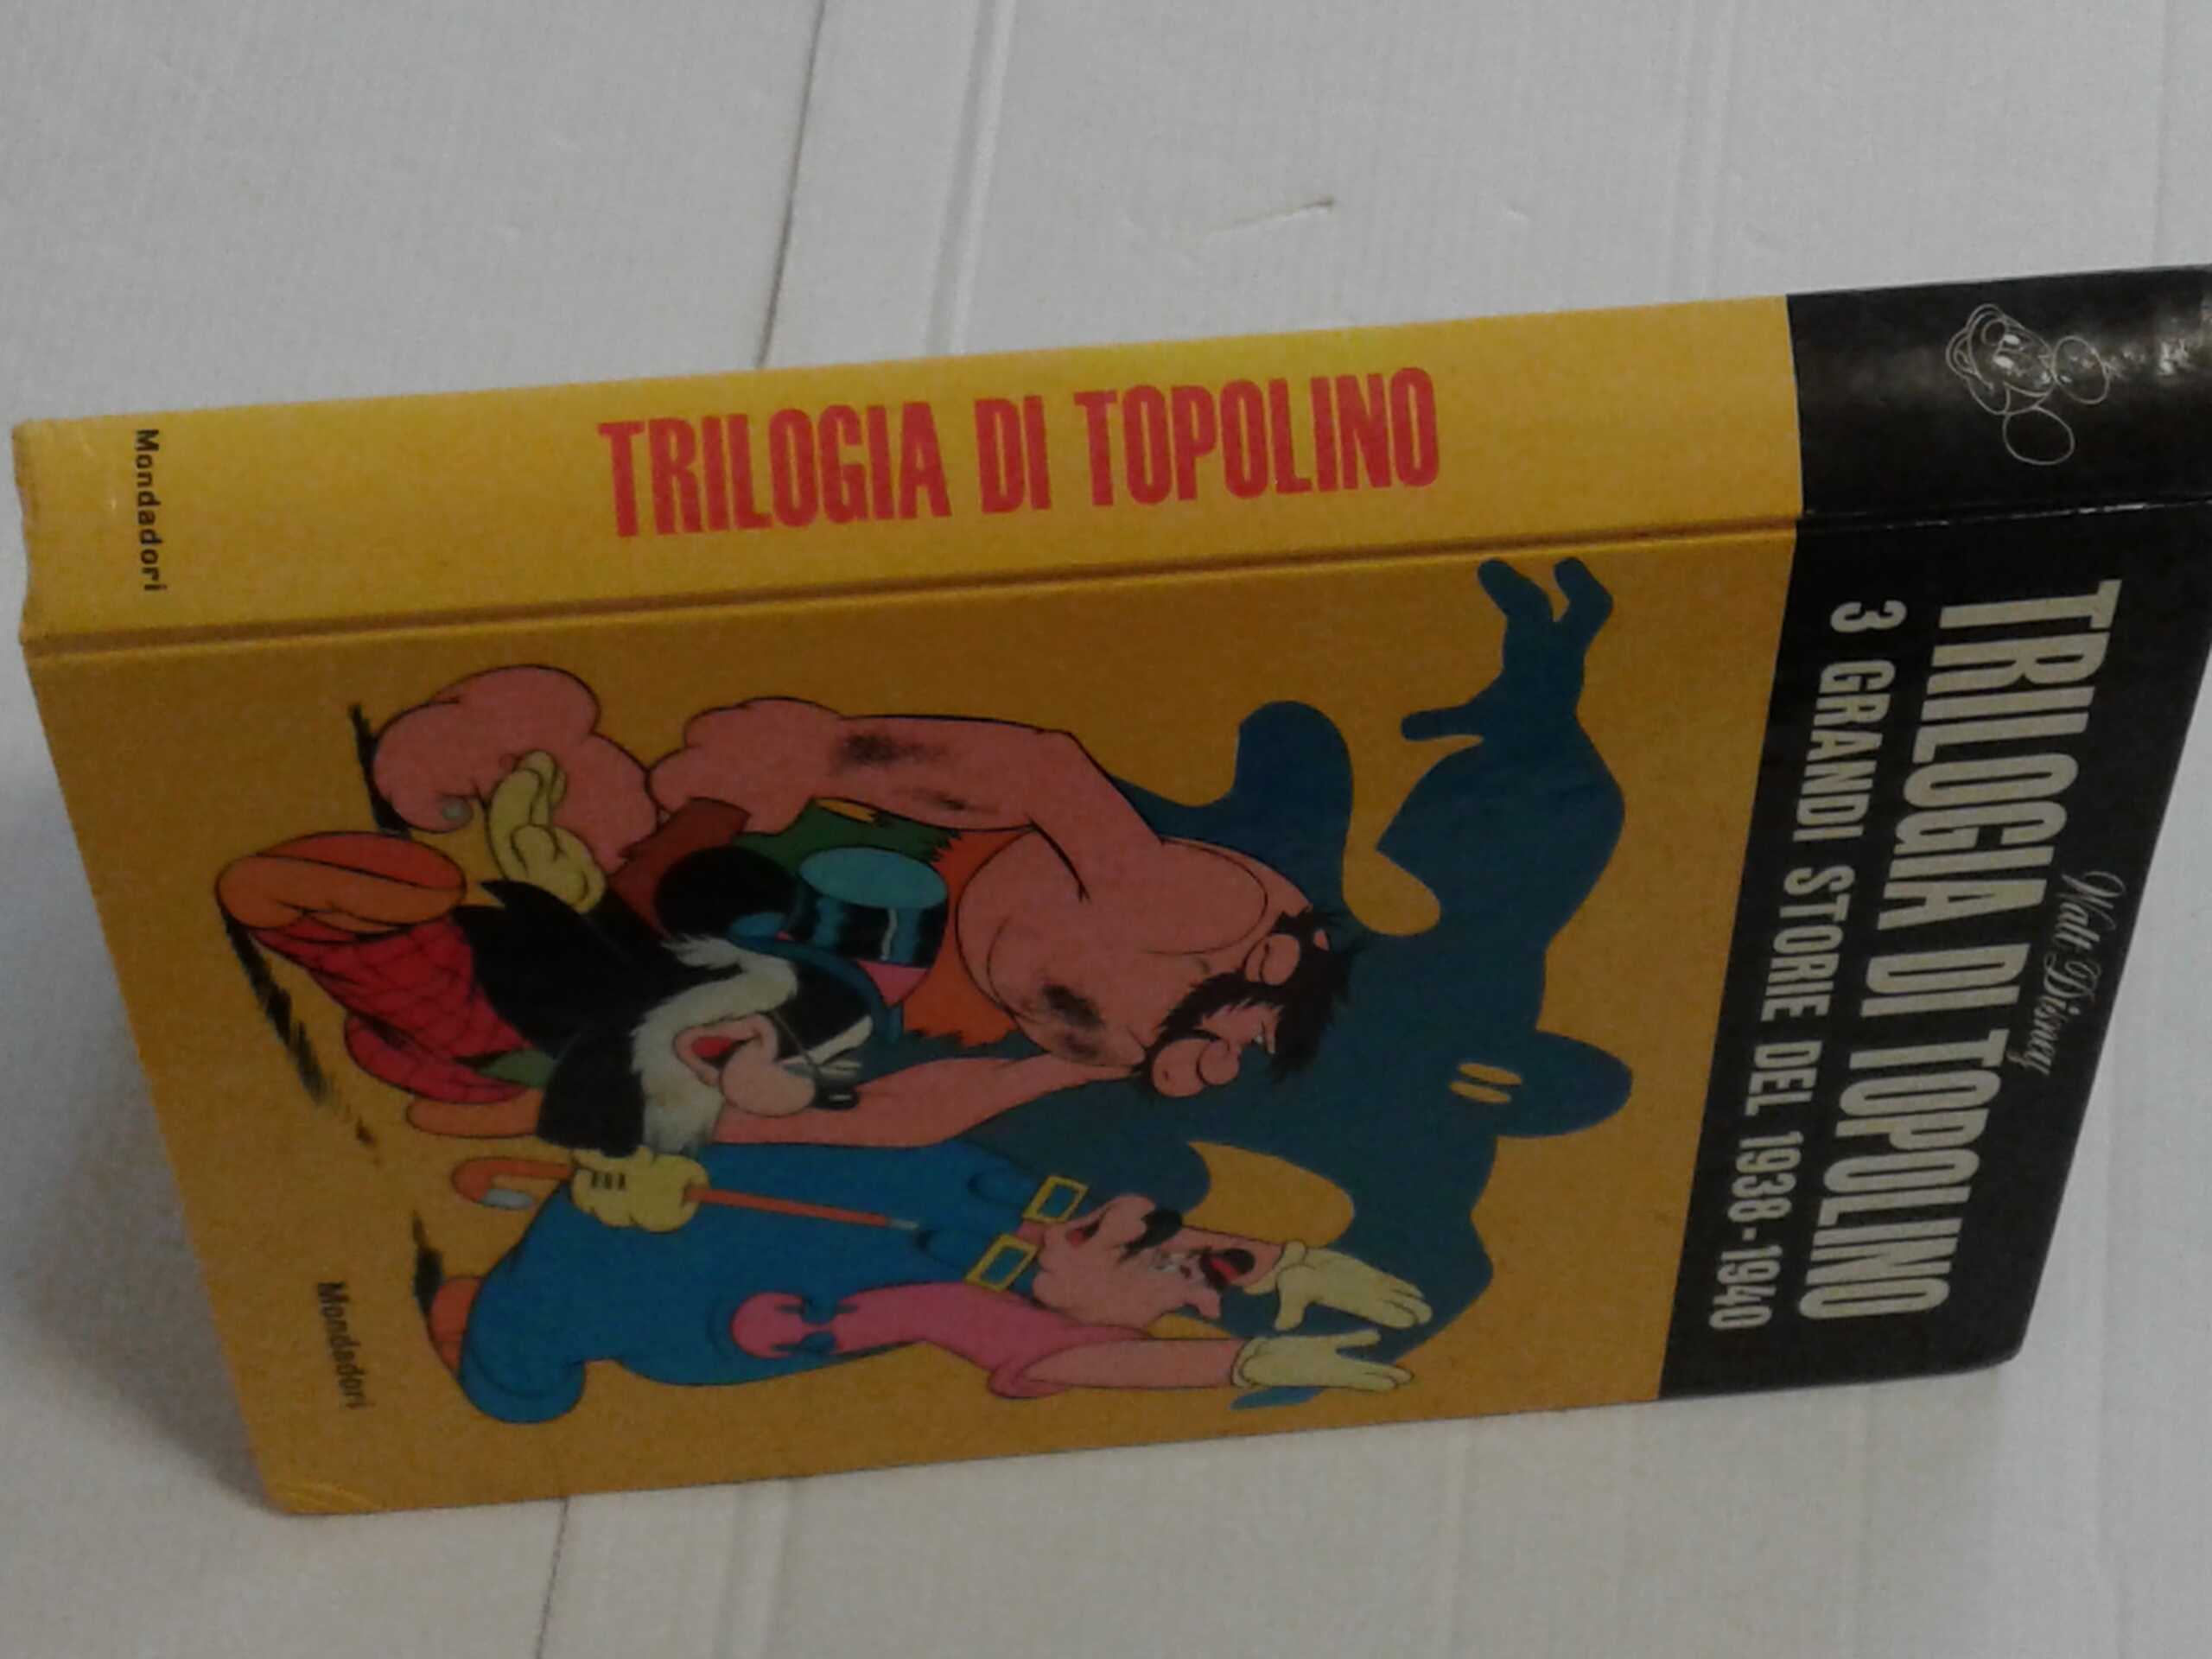 TRILOGIA DI TOPOLINO
Mondadori
Walt Disney
TRILOGIA DI TOPOLINO
3 GRANDI STORIE DEL 1938-1940
Mondadori